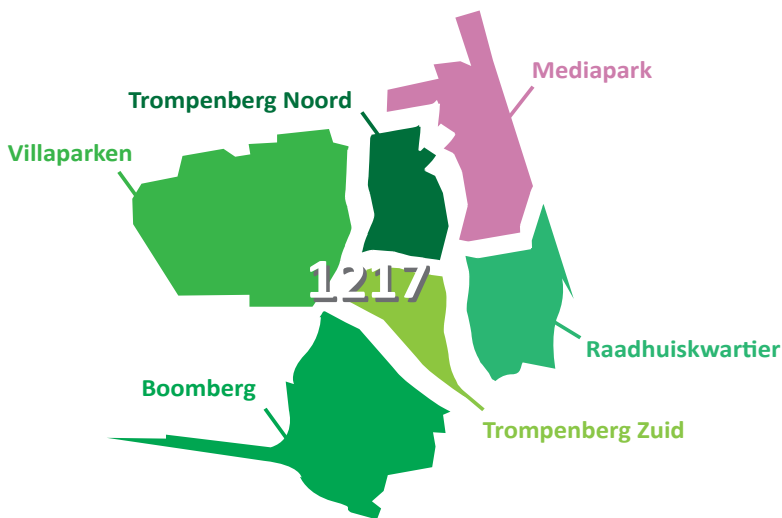 Mediapark
Trompenberg Noord
Villaparken
1217
Raadhuiskwartier
Boomberg
Trompenberg Zuid